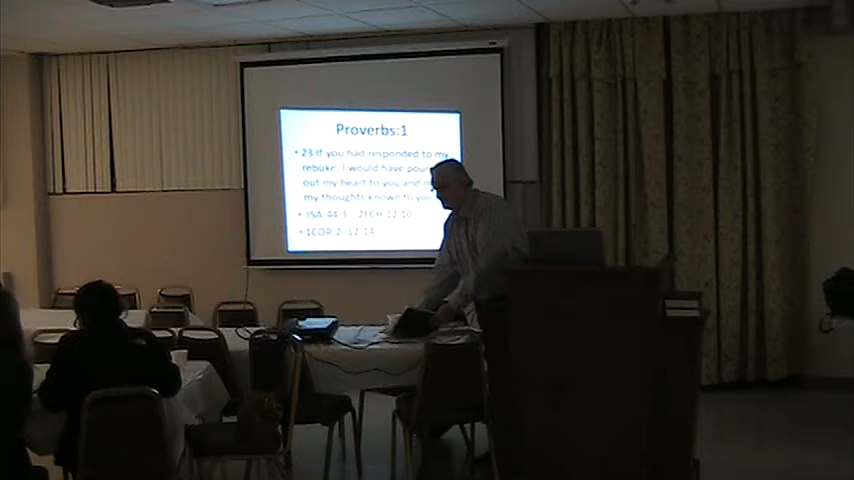 Proverbs:1
• 23 If you had responded to my
rebuke, I would have pour
out my heart to you and m
my thoughts known to you.
• ISA 44:3 ZECH 12:10
• 1COR 2: 12-14